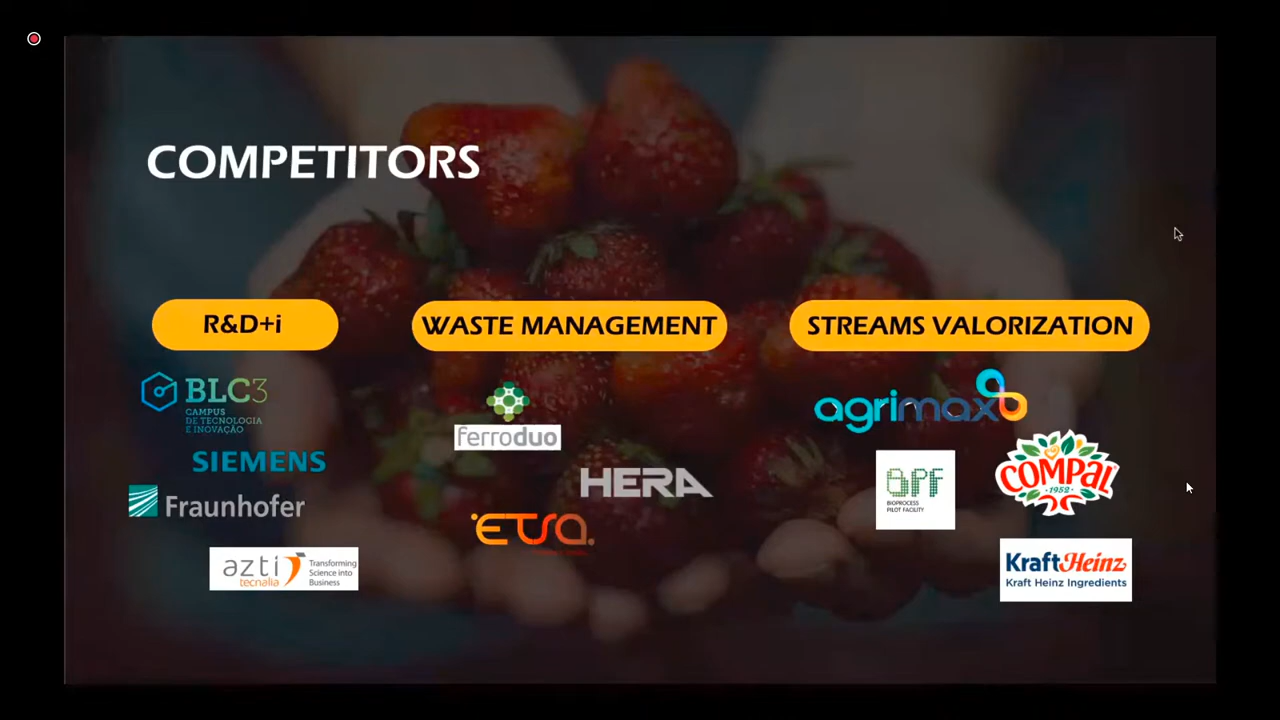 COMPETITORS
R&D+i
BLC3
CAMPUS
DE TECNOLOGIA
E INOVAÇÃO
SIEMENS
Fraunhofer
azti
tecnalia
Transforming
Science into
Business
WASTE MANAGEMENT
ferroduo
HERA
ETSA
STREAMS VALORIZATION
agrimax
BPF
BIOPROCESS
PILOT FACILITY
COMPAL
·1952·
KraftHeinz
Kraft Heinz Ingredients